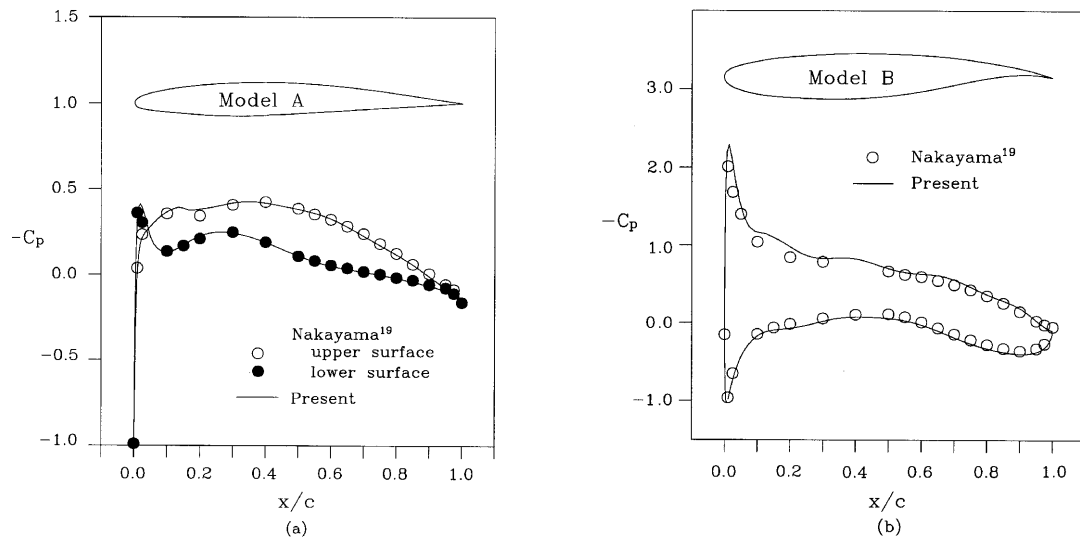 1.5
1.0
0.5
-Cp
0.0
-0.5
-1.0
Model A
Nakayama¹⁹
upper surface
lower surface
Present
0.0 0.2 0.4 0.6 0.8 1.0
x/c
(a)
3.0
2.0
-Cp
1.0
0.0
-1.0
Model B
Nakayama¹⁹
Present
0.0 0.2 0.4 0.6 0.8 1.0
x/c
(b)